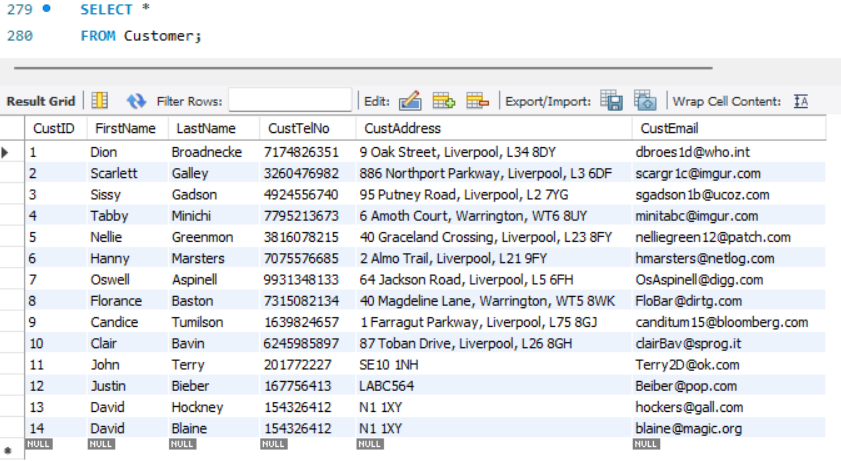 279 SELECT *
280 FROM Customer;
Result Grid Filter Rows: Edit: Export/Import: Wrap Cell Content: IA
CustID FirstName LastName CustTelNo CustAddress CustEmail
1 Dion Broadnecke 7174826351 9 Oak Street, Liverpool, L34 8DY dbroes1d@who.int
2 Scarlett Galley 3260476982 886 Northport Parkway, Liverpool, L3 6DF scargr1c@imgur.com
3 Sissy Gadson 4924556740 95 Putney Road, Liverpool, L2 7YG sgadson1b@ucoz.com
4 Tabby Minichi 7795213673 6 Amoth Court, Warrington, WT6 8UY minitabc@imgur.com
5 Nellie Greenmon 3816078215 40 Graceland Crossing, Liverpool, L23 8FY nelliegreen12@patch.com
6 Hanny Marsters 7075576685 2 Almo Trail, Liverpool, L21 9FY hmarsters@netlog.com
7 Oswell Aspinell 9931348133 64 Jackson Road, Liverpool, L5 6FH OsAspinell@digg.com
8 Florance Baston 7315082134 40 Magdeline Lane, Warrington, WT5 8WK FloBar@dirtg.com
9 Candice Tumilson 1639824657 1 Farragut Parkway, Liverpool, L75 8GJ canditum15@bloomberg.com
10 Clair Bavin 6245985897 87 Toban Drive, Liverpool, L26 8GH clairBav@sprog.it
11 John Terry 201772227 SE10 1NH Terry2D@ok.com
12 Justin Bieber 167756413 LABC564 Beiber@pop.com
13 David Hockney 154326412 N1 1XY hockers@gall.com
14 David Blaine 154326412 N1 1XY blaine@magic.org
NULL NULL NULL NULL NULL NULL